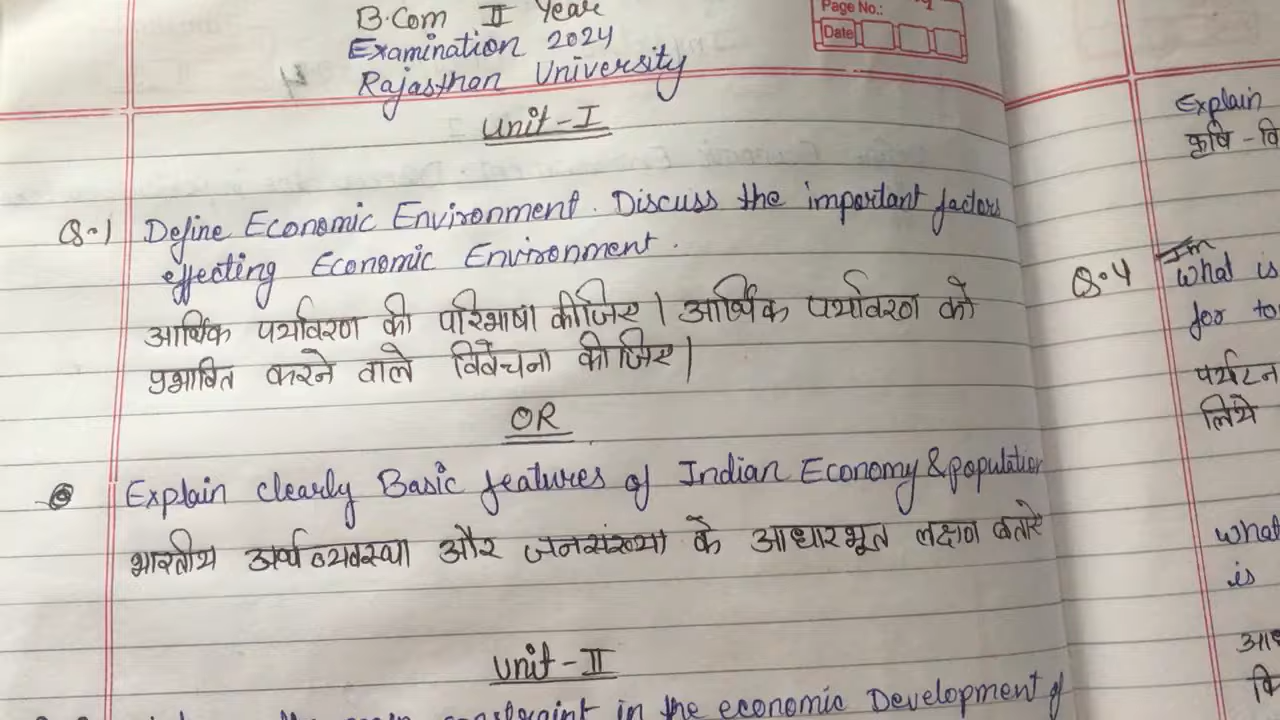 B.Com II Year
Examination 2024
Rajasthan University
Page No.:
Date
Unit-I
Q.1 Define Economic Environment. Discuss the important factors
effecting Economic Environment.
आर्थिक पर्यावरण की परिभाषा कीजिए। आर्थिक पर्यावरण को
प्रभावित करने वाले विवेचना कीजिए।
OR
Explain clearly Basic features of Indian Economy & population
भारतीय अर्थव्यवस्था और जनसंख्या के आधारभूत लक्षण बताऐ
Unit-II
constraint in the economic Development of
Explain
कृषि - वि
Q.4 What is
for to
पर्यटन
लिये
what
is